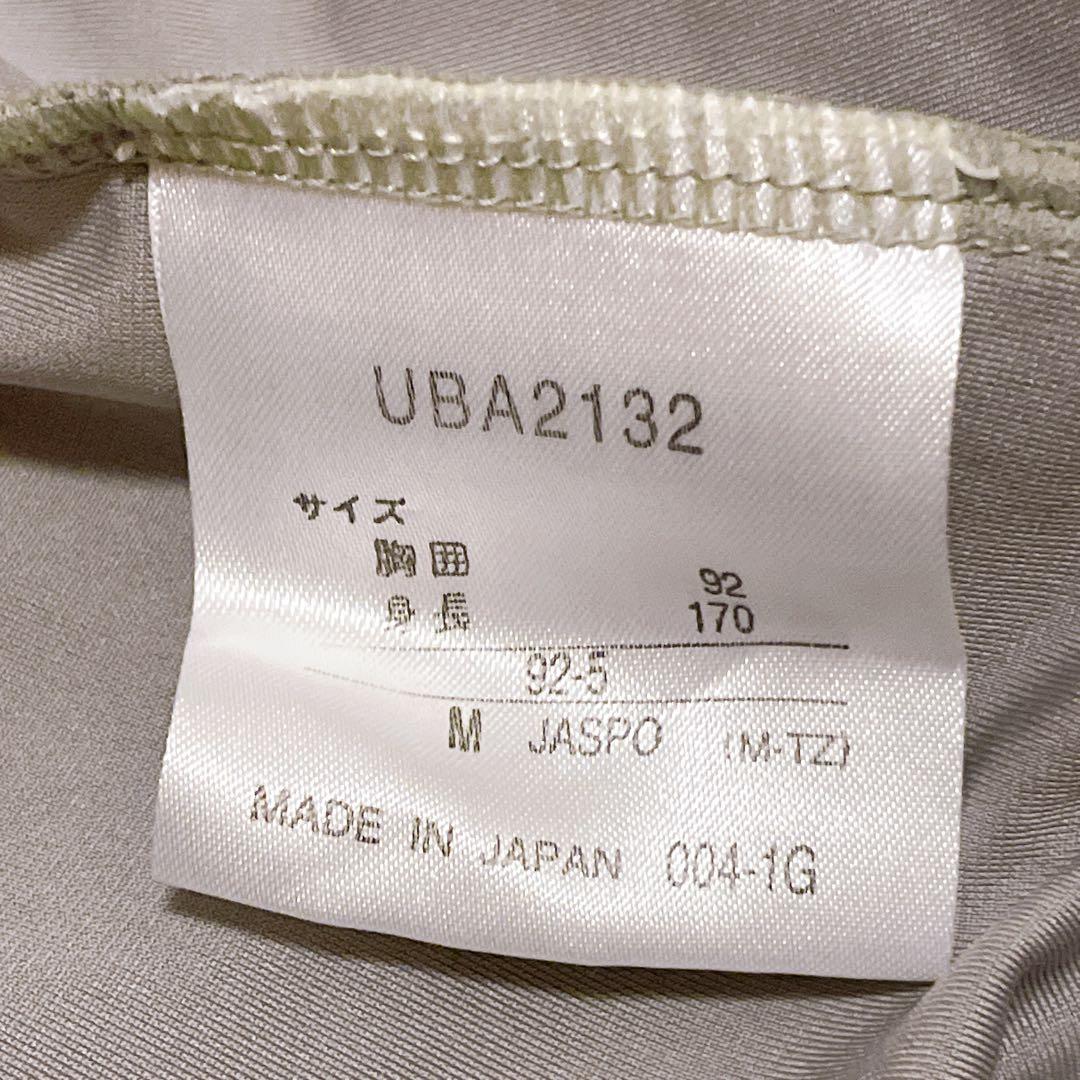 UBA2132
サイズ
胸囲 92
身長 170
92-5
M JASPO (M-TZ)
MADE IN JAPAN 004-1G